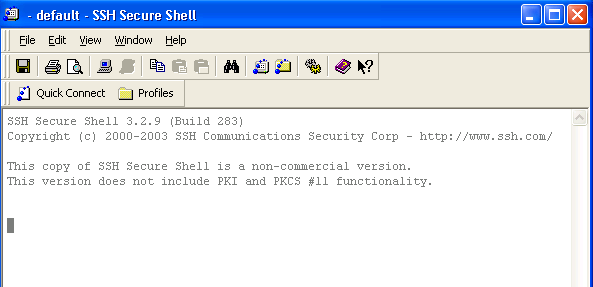 - default - SSH Secure Shell
File Edit View Window Help
Quick Connect Profiles
SSH Secure Shell 3.2.9 (Build 283)
Copyright (c) 2000-2003 SSH Communications Security Corp - http://www.ssh.com/
This copy of SSH Secure Shell is a non-commercial version.
This version does not include PKI and PKCS #11 functionality.